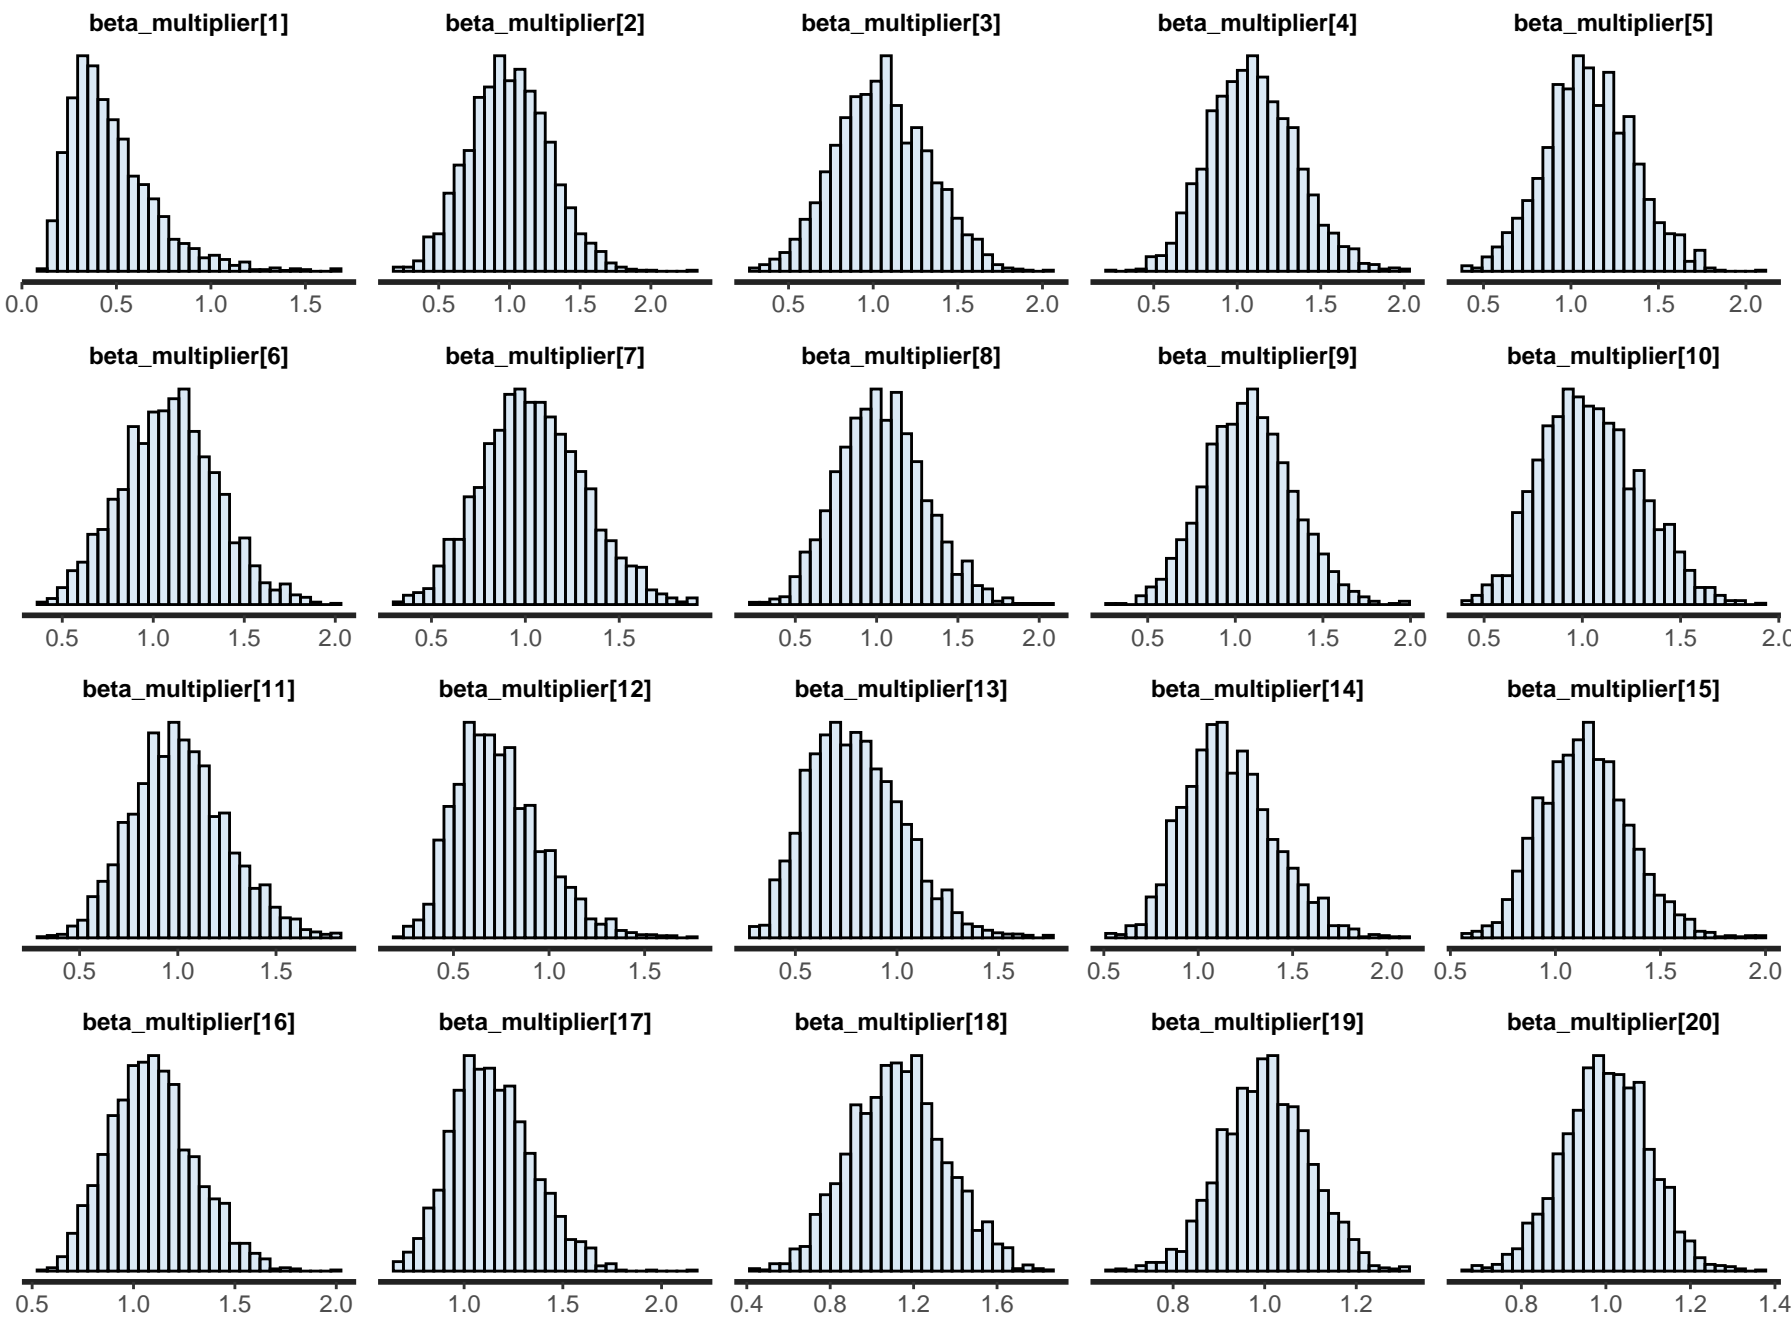 beta_multiplier[1] beta_multiplier[2] beta_multiplier[3] beta_multiplier[4] beta_multiplier[5]
0.0 0.5 1.0 1.5 0.5 1.0 1.5 2.0 0.5 1.0 1.5 2.0 0.5 1.0 1.5 2.0 0.5 1.0 1.5 2.0
beta_multiplier[6] beta_multiplier[7] beta_multiplier[8] beta_multiplier[9] beta_multiplier[10]
0.5 1.0 1.5 2.0 0.5 1.0 1.5 0.5 1.0 1.5 2.0 0.5 1.0 1.5 2.0 0.5 1.0 1.5 2.0
beta_multiplier[11] beta_multiplier[12] beta_multiplier[13] beta_multiplier[14] beta_multiplier[15]
0.5 1.0 1.5 0.5 1.0 1.5 0.5 1.0 1.5 0.5 1.0 1.5 2.0 0.5 1.0 1.5 2.0
beta_multiplier[16] beta_multiplier[17] beta_multiplier[18] beta_multiplier[19] beta_multiplier[20]
0.5 1.0 1.5 2.0 1.0 1.5 2.0 0.4 0.8 1.2 1.6 0.8 1.0 1.2 0.8 1.0 1.2 1.4